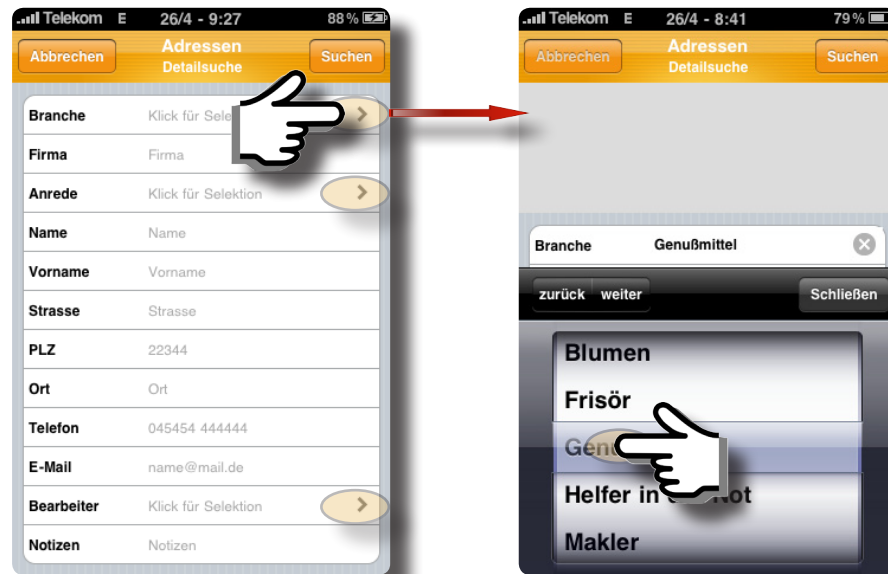 Telekom E 26/4 - 9:27 88 %
Abbrechen Adressen Suchen
Detailsuche
Branche Klick für
Firma Firma
Anrede Klick für Selektion
Name Name
Vorname Vorname
Strasse Strasse
PLZ 22344
Ort Ort
Telefon 045454 444444
E-Mail name@mail.de
Bearbeiter Klick für Selektion
Notizen Notizen
Telekom E 26/4 - 8:41 79 %
Abbrechen Adressen Suchen
Detailsuche
Branche Genußmittel
zurück weiter Schließen
Blumen
Frisör
Helfer in Not
Makler